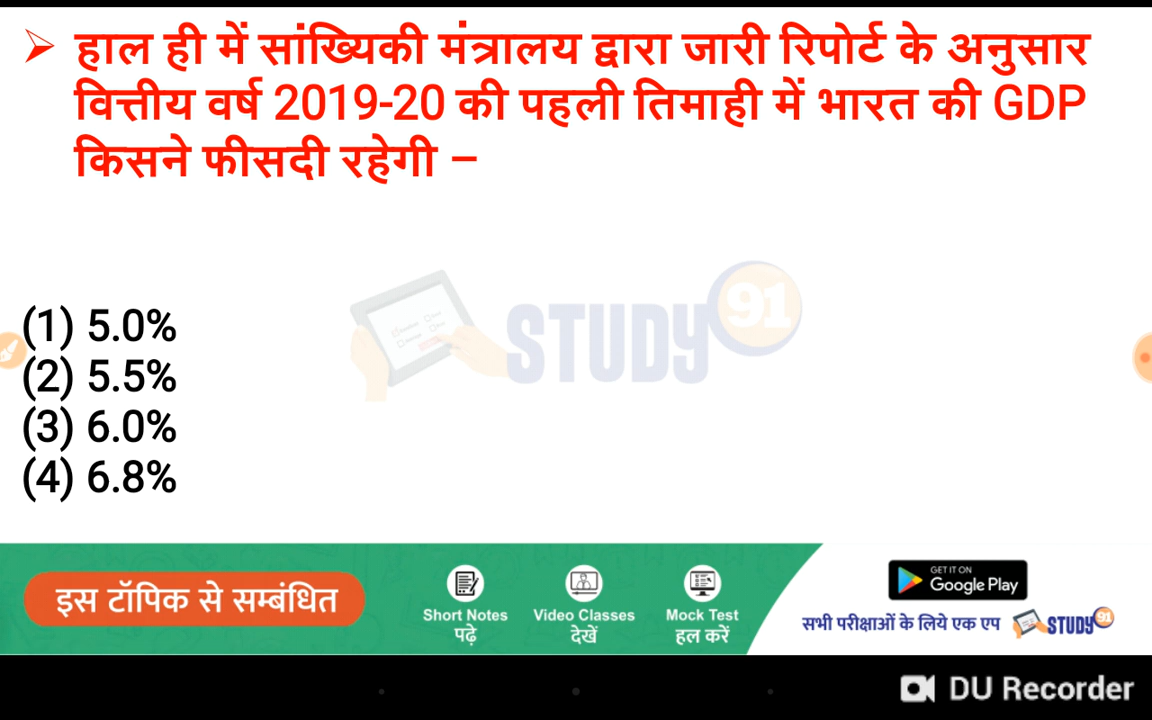 ➢ हाल ही में सांख्यिकी मंत्रालय द्वारा जारी रिपोर्ट के अनुसार
वित्तीय वर्ष 2019-20 की पहली तिमाही में भारत की GDP
किसने फीसदी रहेगी –
STUDY 91
(1) 5.0%
(2) 5.5%
(3) 6.0%
(4) 6.8%
इस टॉपिक से सम्बंधित
Short Notes
पढ़े
Video Classes
देखें
Mock Test
हल करें
GET IT ON
Google Play
सभी परीक्षाओं के लिये एक एप STUDY 91
DU Recorder